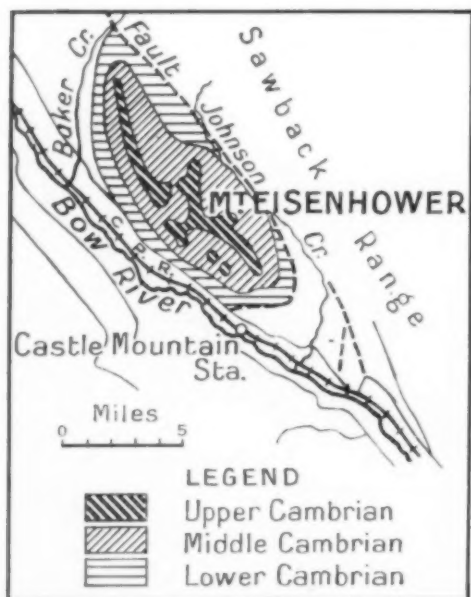 Sawback
Range
Fault
Baker Cr.
Johnson
Cr.
MT EISENHOWER
C. P. R.
Bow River
Castle Mountain
Sta.
Miles
0 5
LEGEND
Upper Cambrian
Middle Cambrian
Lower Cambrian